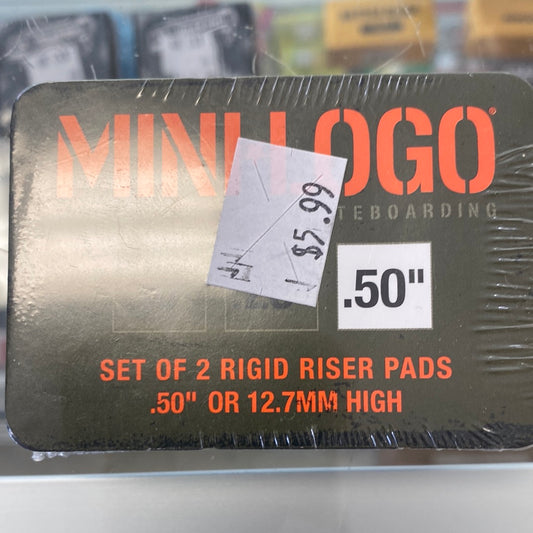 MINI LOGO
TEBOARDING
$5.99
.50"
SET OF 2 RIGID RISER PADS
.50" OR 12.7MM HIGH